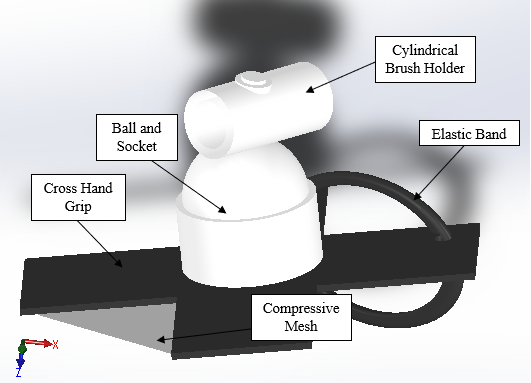 Cylindrical
Brush Holder
Ball and
Socket
Elastic Band
Cross Hand
Grip
Compressive
Mesh
X
Z